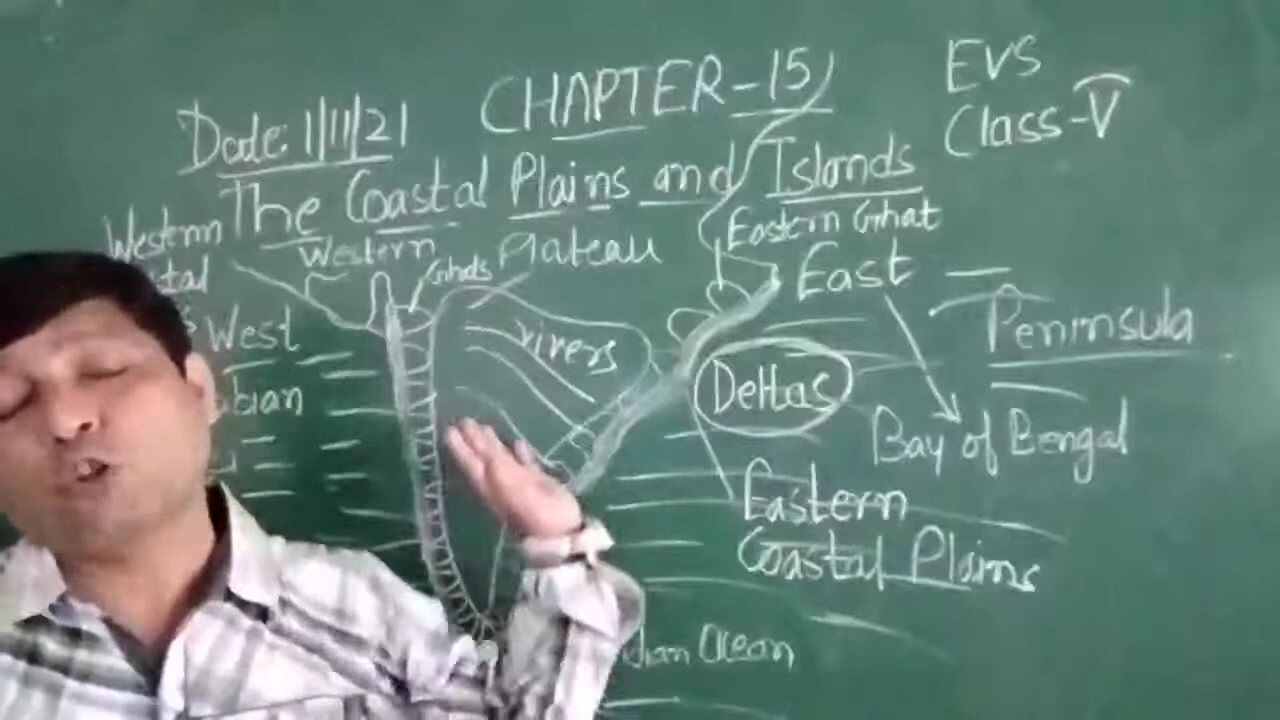 EVS
CHAPTER-15
Class-V
Date: 1/11/21
The Coastal Plains and Islands
Western
Western
Ghats
Plateau
Eastern Ghat
East
West
rivers
Peninsula
Deltas
Bay of Bengal
Eastern
Coastal Plains
Ocean